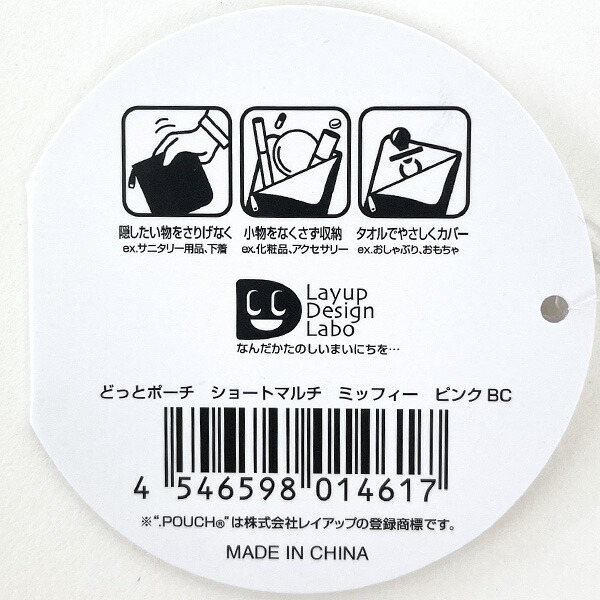 隠したい物をさりげなく 小物をなくさず収納 タオルでやさしくカバー
ex.サニタリー用品、下着 ex.化粧品、アクセサリー ex.おしゃぶり、おもちゃ
Layup
Design
Labo
なんだかたのしいまいにちを…
どっとポーチ ショートマルチ ミッフィー ピンク BC
4 546598 014617
※“.POUCH®”は株式会社レイアップの登録商標です。
MADE IN CHINA